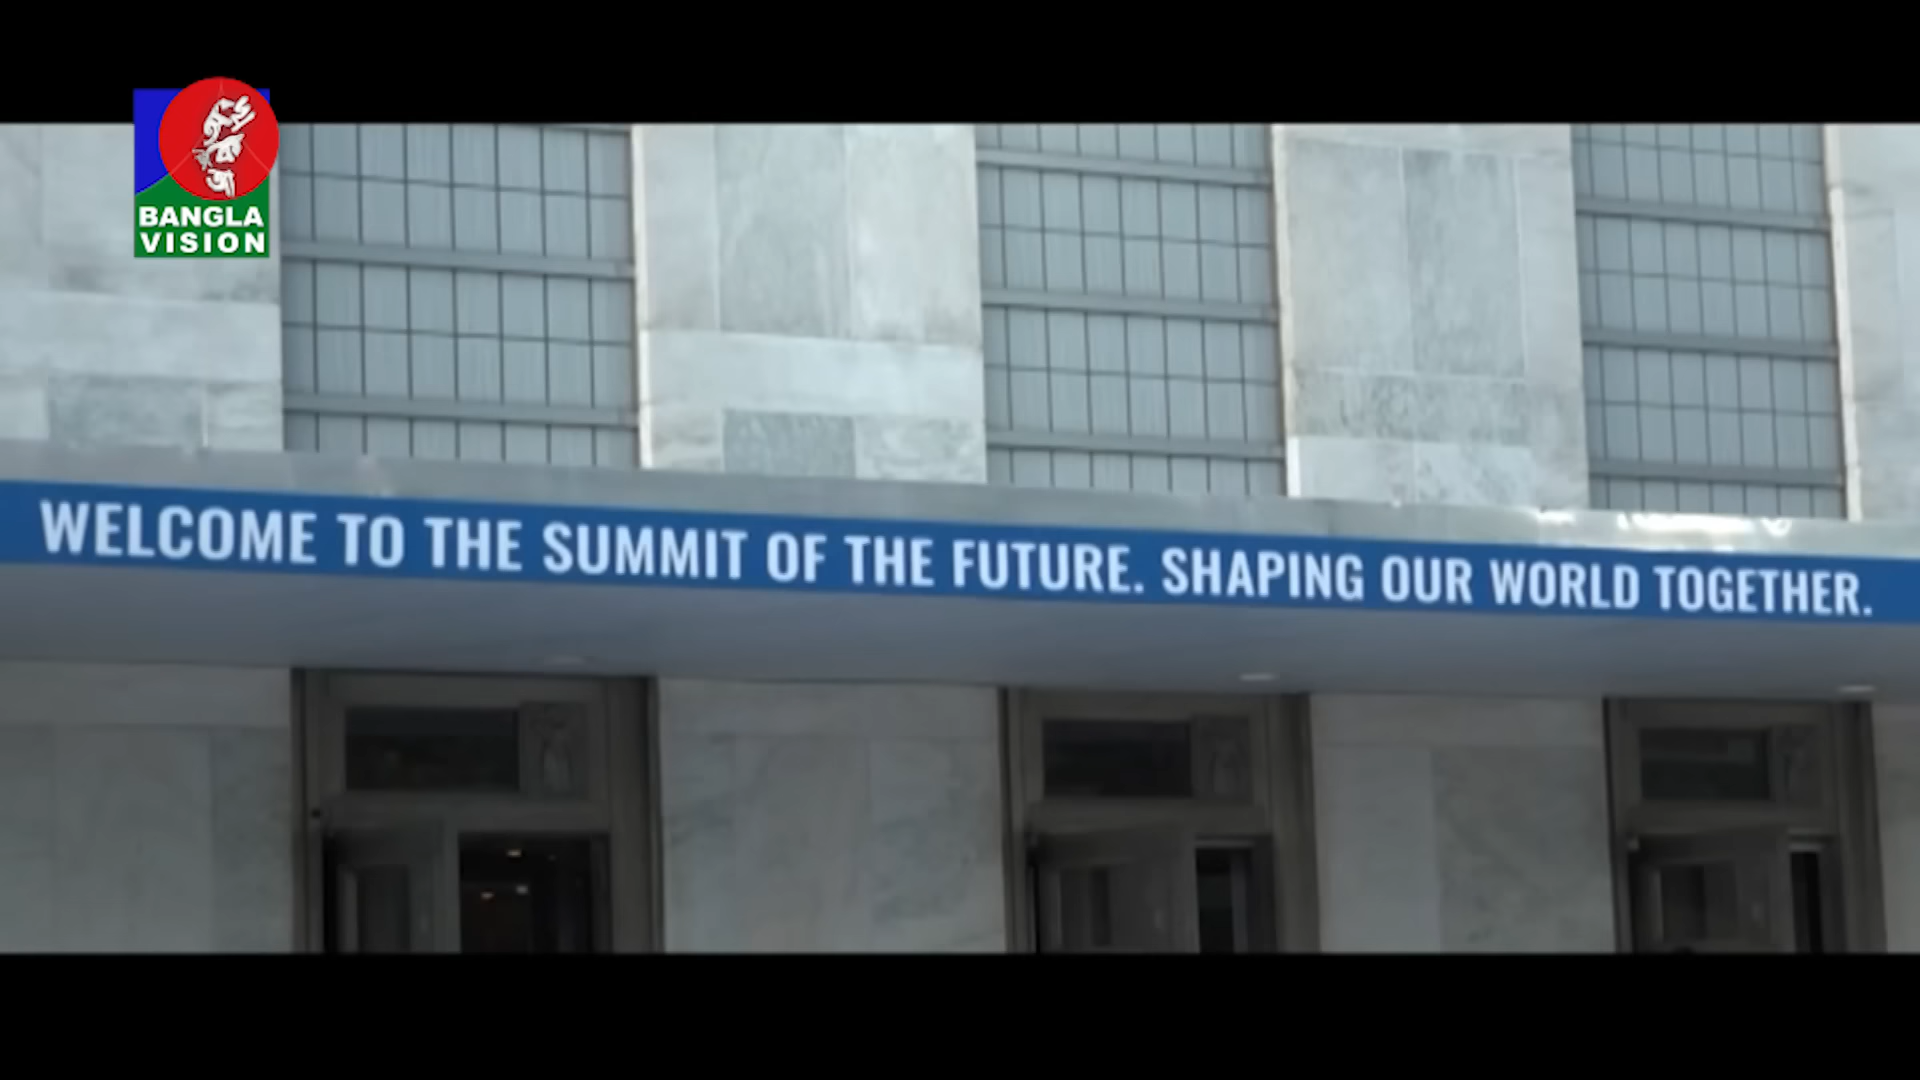 BANGLA
VISION
WELCOME TO THE SUMMIT OF THE FUTURE. SHAPING OUR WORLD TOGETHER.